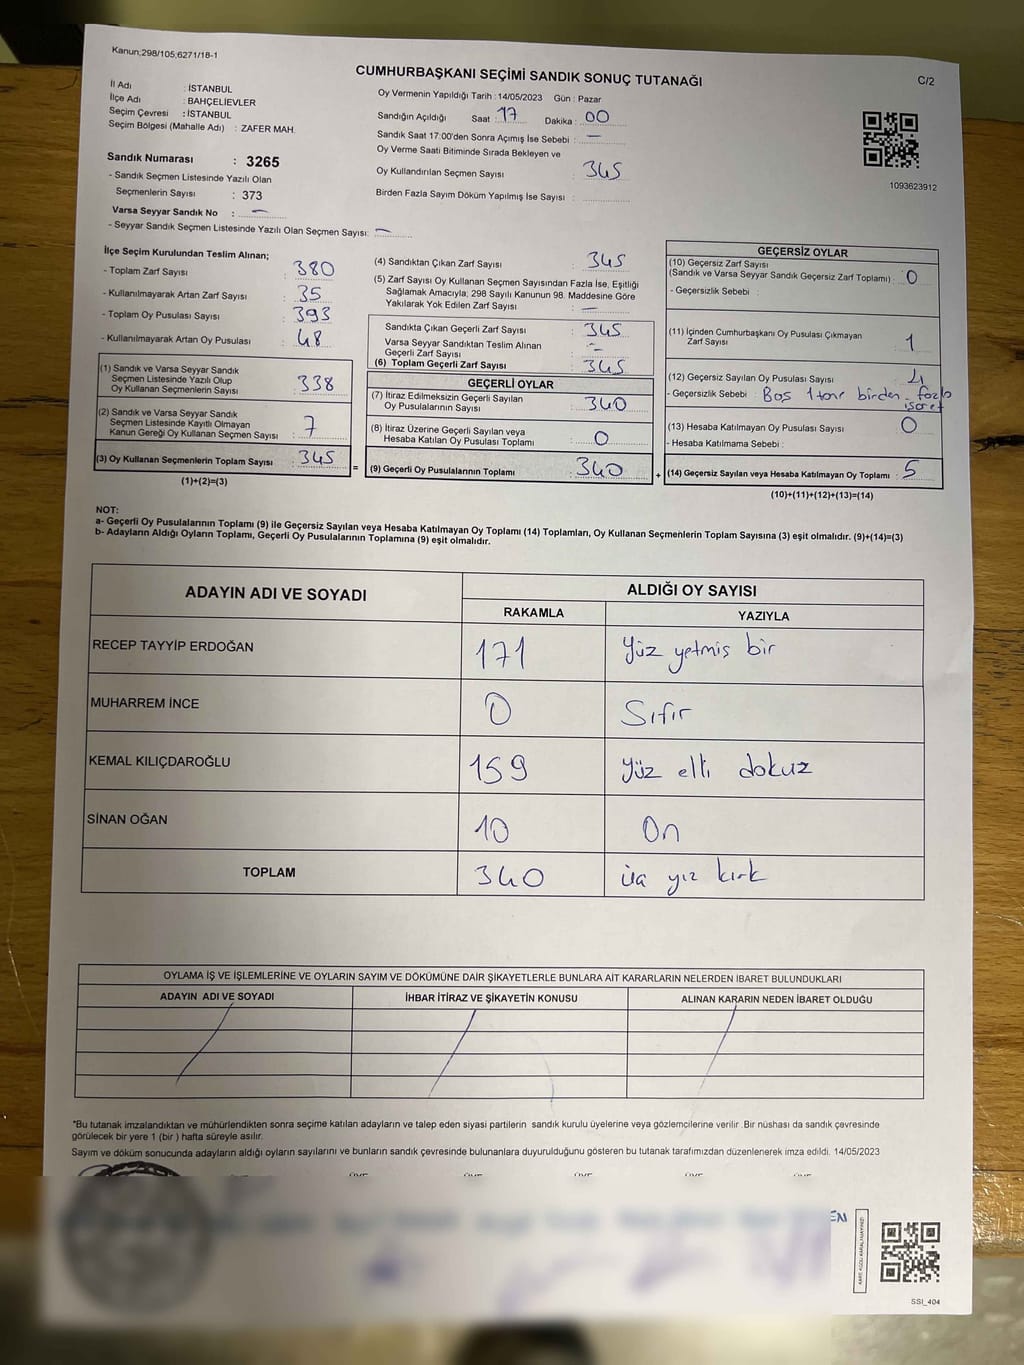 Kanun;298/105;6271/18-1
CUMHURBAŞKANI SEÇİMİ SANDIK SONUÇ TUTANAĞI
C/2
İl Adı : İSTANBUL
İlçe Adı : BAHÇELİEVLER
Seçim Çevresi : İSTANBUL
Seçim Bölgesi (Mahalle Adı) : ZAFER MAH.
Sandık Numarası : 3265
- Sandık Seçmen Listesinde Yazılı Olan
Seçmenlerin Sayısı : 373
Varsa Seyyar Sandık No : —
- Seyyar Sandık Seçmen Listesinde Yazılı Olan Seçmen Sayısı: —
Oy Vermenin Yapıldığı Tarih : 14/05/2023 Gün : Pazar
Sandığın Açıldığı Saat : 17 Dakika : 00
Sandık Saat 17:00'den Sonra Açımış İse Sebebi : —
Oy Verme Saati Bitiminde Sırada Bekleyen ve
Oy Kullandırılan Seçmen Sayısı : 345
Birden Fazla Sayım Döküm Yapılmış İse Sayısı :
1093623912
İlçe Seçim Kurulundan Teslim Alınan;
- Toplam Zarf Sayısı : 380
- Kullanılmayarak Artan Zarf Sayısı : 35
- Toplam Oy Pusulası Sayısı : 393
- Kullanılmayarak Artan Oy Pusulası : 48
(1) Sandık ve Varsa Seyyar Sandık
Seçmen Listesinde Yazılı Olup
Oy Kullanan Seçmenlerin Sayısı : 338
(2) Sandık ve Varsa Seyyar Sandık
Seçmen Listesinde Kayıtlı Olmayan
Kanun Gereği Oy Kullanan Seçmen Sayısı : 7
(3) Oy Kullanan Seçmenlerin Toplam Sayısı : 345
(1)+(2)=(3)
(4) Sandıktan Çıkan Zarf Sayısı : 345
(5) Zarf Sayısı Oy Kullanan Seçmen Sayısından Fazla İse, Eşitliği
Sağlamak Amacıyla, 298 Sayılı Kanunun 98. Maddesine Göre
Yakılarak Yok Edilen Zarf Sayısı : —
Sandıkta Çıkan Geçerli Zarf Sayısı : 345
Varsa Seyyar Sandıktan Teslim Alınan
Geçerli Zarf Sayısı : —
(6) Toplam Geçerli Zarf Sayısı : 345
GEÇERLİ OYLAR
(7) İtiraz Edilmeksizin Geçerli Sayılan
Oy Pusulalarının Sayısı : 340
(8) İtiraz Üzerine Geçerli Sayılan veya
Hesaba Katılan Oy Pusulası Toplamı : 0
= (9) Geçerli Oy Pusulalarının Toplamı : 340 +
GEÇERSİZ OYLAR
(10) Geçersiz Zarf Sayısı
(Sandık ve Varsa Seyyar Sandık Geçersiz Zarf Toplamı) : 0
- Geçersizlik Sebebi :
(11) İçinden Cumhurbaşkanı Oy Pusulası Çıkmayan
Zarf Sayısı : 1
(12) Geçersiz Sayılan Oy Pusulası Sayısı : 4
- Geçersizlik Sebebi : Boş 1 tane birden fazla
işaret
(13) Hesaba Katılmayan Oy Pusulası Sayısı : 0
- Hesaba Katılmama Sebebi :
(14) Geçersiz Sayılan veya Hesaba Katılmayan Oy Toplamı : 5
(10)+(11)+(12)+(13)=(14)
NOT:
a- Geçerli Oy Pusulalarının Toplamı (9) ile Geçersiz Sayılan veya Hesaba Katılmayan Oy Toplamı (14) Toplamları, Oy Kullanan Seçmenlerin Toplam Sayısına (3) eşit olmalıdır. (9)+(14)=(3)
b- Adayların Aldığı Oyların Toplamı, Geçerli Oy Pusulalarının Toplamına (9) eşit olmalıdır.
ADAYIN ADI VE SOYADI ALDIĞI OY SAYISI
RAKAMLA YAZIYLA
RECEP TAYYİP ERDOĞAN 171 Yüz yetmiş bir
MUHARREM İNCE 0 Sıfır
KEMAL KILIÇDAROĞLU 159 Yüz elli dokuz
SİNAN OĞAN 10 On
TOPLAM 340 üç yüz kırk
OYLAMA İŞ VE İŞLEMLERİNE VE OYLARIN SAYIM VE DÖKÜMÜNE DAİR ŞİKAYETLERLE BUNLARA AİT KARARLARIN NELERDEN İBARET BULUNDUKLARI
ADAYIN ADI VE SOYADI İHBAR İTİRAZ VE ŞİKAYETİN KONUSU ALINAN KARARIN NEDEN İBARET OLDUĞU
*Bu tutanak imzalandıktan ve mühürlendikten sonra seçime katılan adayların ve talep eden siyasi partilerin sandık kurulu üyelerine veya gözlemcilerine verilir .Bir nüshası da sandık çevresinde
görülecek bir yere 1 (bir ) hafta süreyle asılır.
Sayım ve döküm sonucunda adayların aldığı oyların sayılarını ve bunların sandık çevresinde bulunanlara duyurulduğunu gösteren bu tutanak tarafımızdan düzenlenerek imza edildi. 14/05/2023
EN
SSI_404